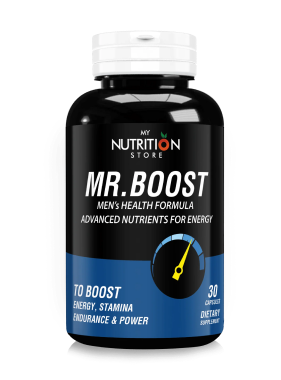 MY
NUTRITION
STORE
MR.BOOST
MEN's HEALTH FORMULA
ADVANCED NUTRIENTS FOR ENERGY
TO BOOST
ENERGY, STAMINA
ENDURANCE & POWER
30
CAPSULES
DIETARY
SUPPLEMENT